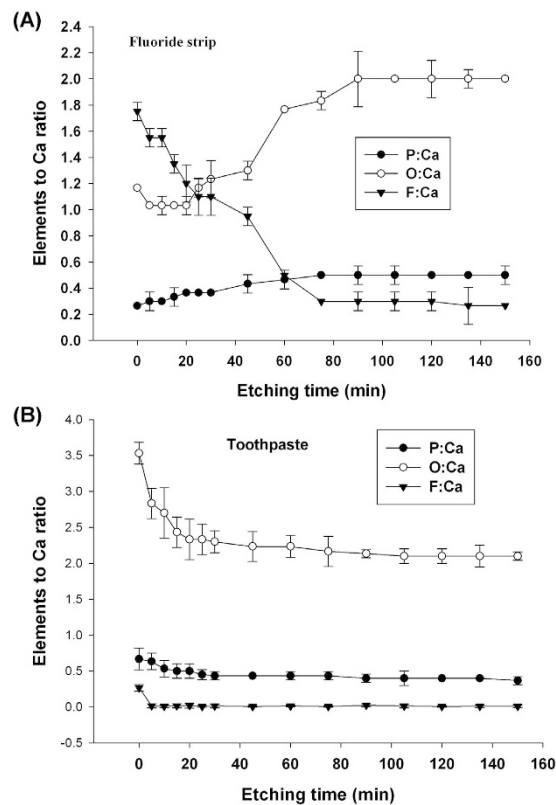 (A)
Fluoride strip
2.4
2.2
2.0
1.8
1.6
1.4
1.2
1.0
0.8
0.6
0.4
0.2
0.0
Elements to Ca ratio
P:Ca
O:Ca
F:Ca
0 20 40 60 80 100 120 140 160
Etching time (min)
(B)
Toothpaste
4.0
3.5
3.0
2.5
2.0
1.5
1.0
0.5
0.0
-0.5
Elements to Ca ratio
P:Ca
O:Ca
F:Ca
0 20 40 60 80 100 120 140 160
Etching time (min)